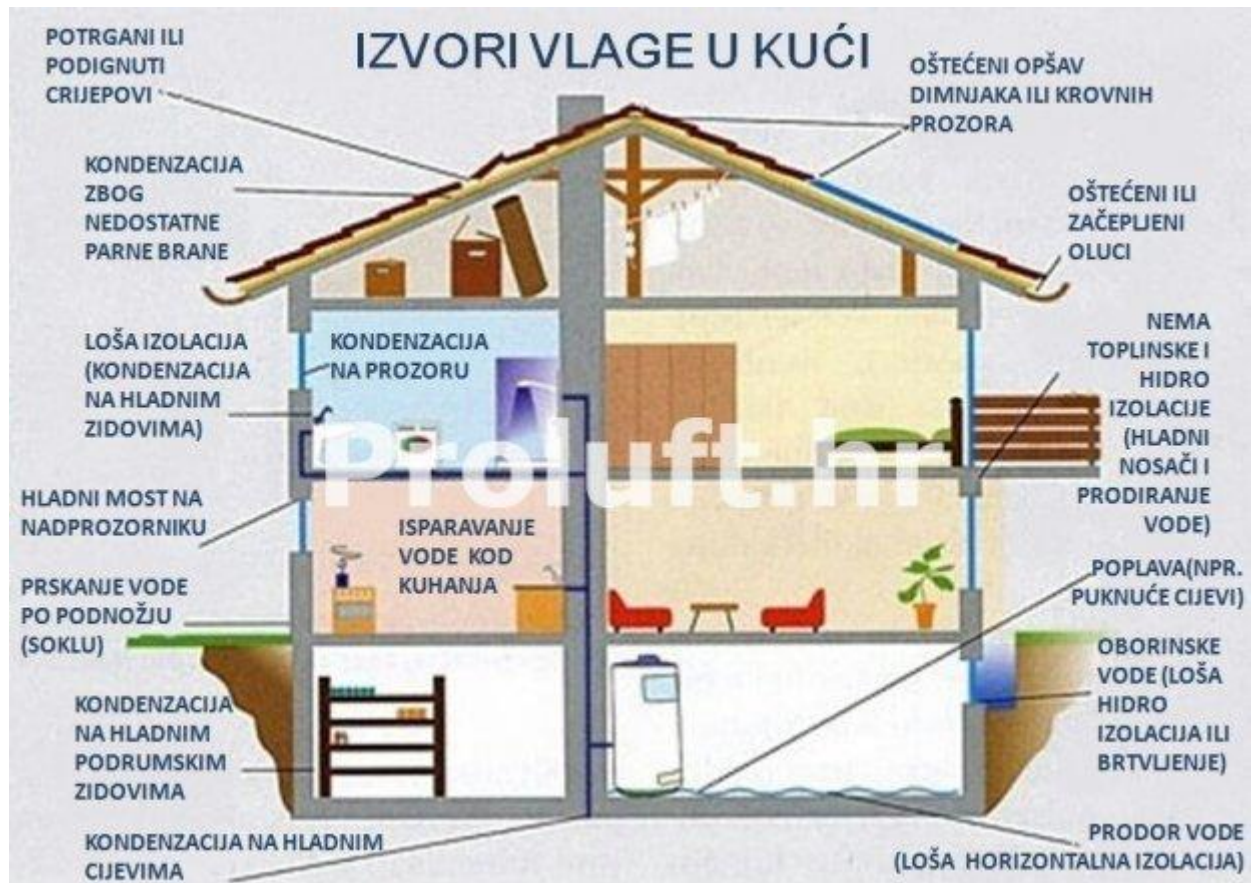 IZVORI VLAGE U KUĆI
POTRGANI ILI
PODIGNUTI
CRIJEPOVI
OŠTEĆENI OPŠAV
DIMNJAKA ILI KROVNIH
PROZORA
KONDENZACIJA
ZBOG
NEDOSTATNE
PARNE BRANE
OŠTEĆENI ILI
ZAČEPLJENI
OLUCI
LOŠA IZOLACIJA
(KONDENZACIJA
NA HLADNIM
ZIDOVIMA)
KONDENZACIJA
NA PROZORU
NEMA
TOPLINSKE I
HIDRO
IZOLACIJE
(HLADNI
NOSAČI I
PRODIRANJE
VODE)
Proluft.hr
HLADNI MOST NA
NADPROZORNIKU
ISPARAVANJE
VODE KOD
KUHANJA
PRSKANJE VODE
PO PODNOŽJU
(SOKLU)
POPLAVA(NPR.
PUKNUĆE CIJEVI)
OBORINSKE
VODE (LOŠA
HIDRO
IZOLACIJA ILI
BRTVLJENJE)
KONDENZACIJA
NA HLADNIM
PODRUMSKIM
ZIDOVIMA
KONDENZACIJA NA HLADNIM
CIJEVIMA
PRODOR VODE
(LOŠA HORIZONTALNA IZOLACIJA)